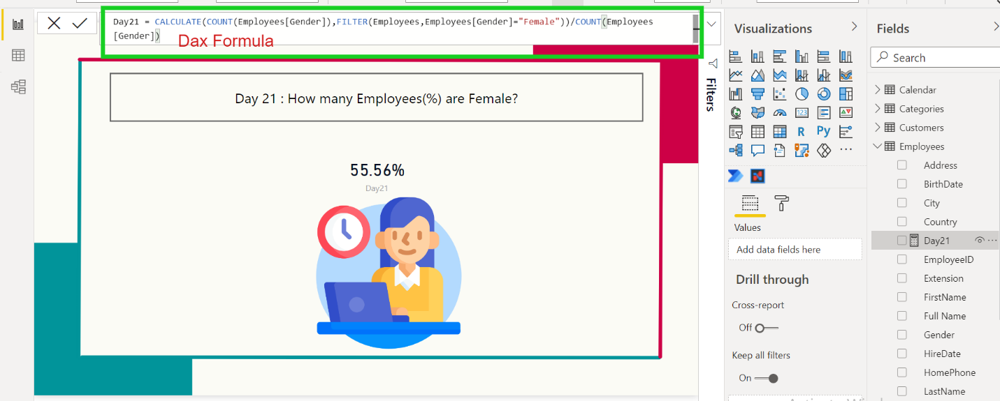 Day21 = CALCULATE(COUNT(Employees[Gender]),FILTER(Employees,Employees[Gender]="Female"))/COUNT(Employees
[Gender])
Dax Formula
Day 21 : How many Employees(%) are Female?
55.56%
Day21
Filters
Visualizations
123
R
Py
Values
Add data fields here
Drill through
Cross-report
Off
Keep all filters
On
Fields
Search
Calendar
Categories
Customers
Employees
Address
BirthDate
City
Country
Day21
EmployeeID
Extension
FirstName
Full Name
Gender
HireDate
HomePhone
LastName